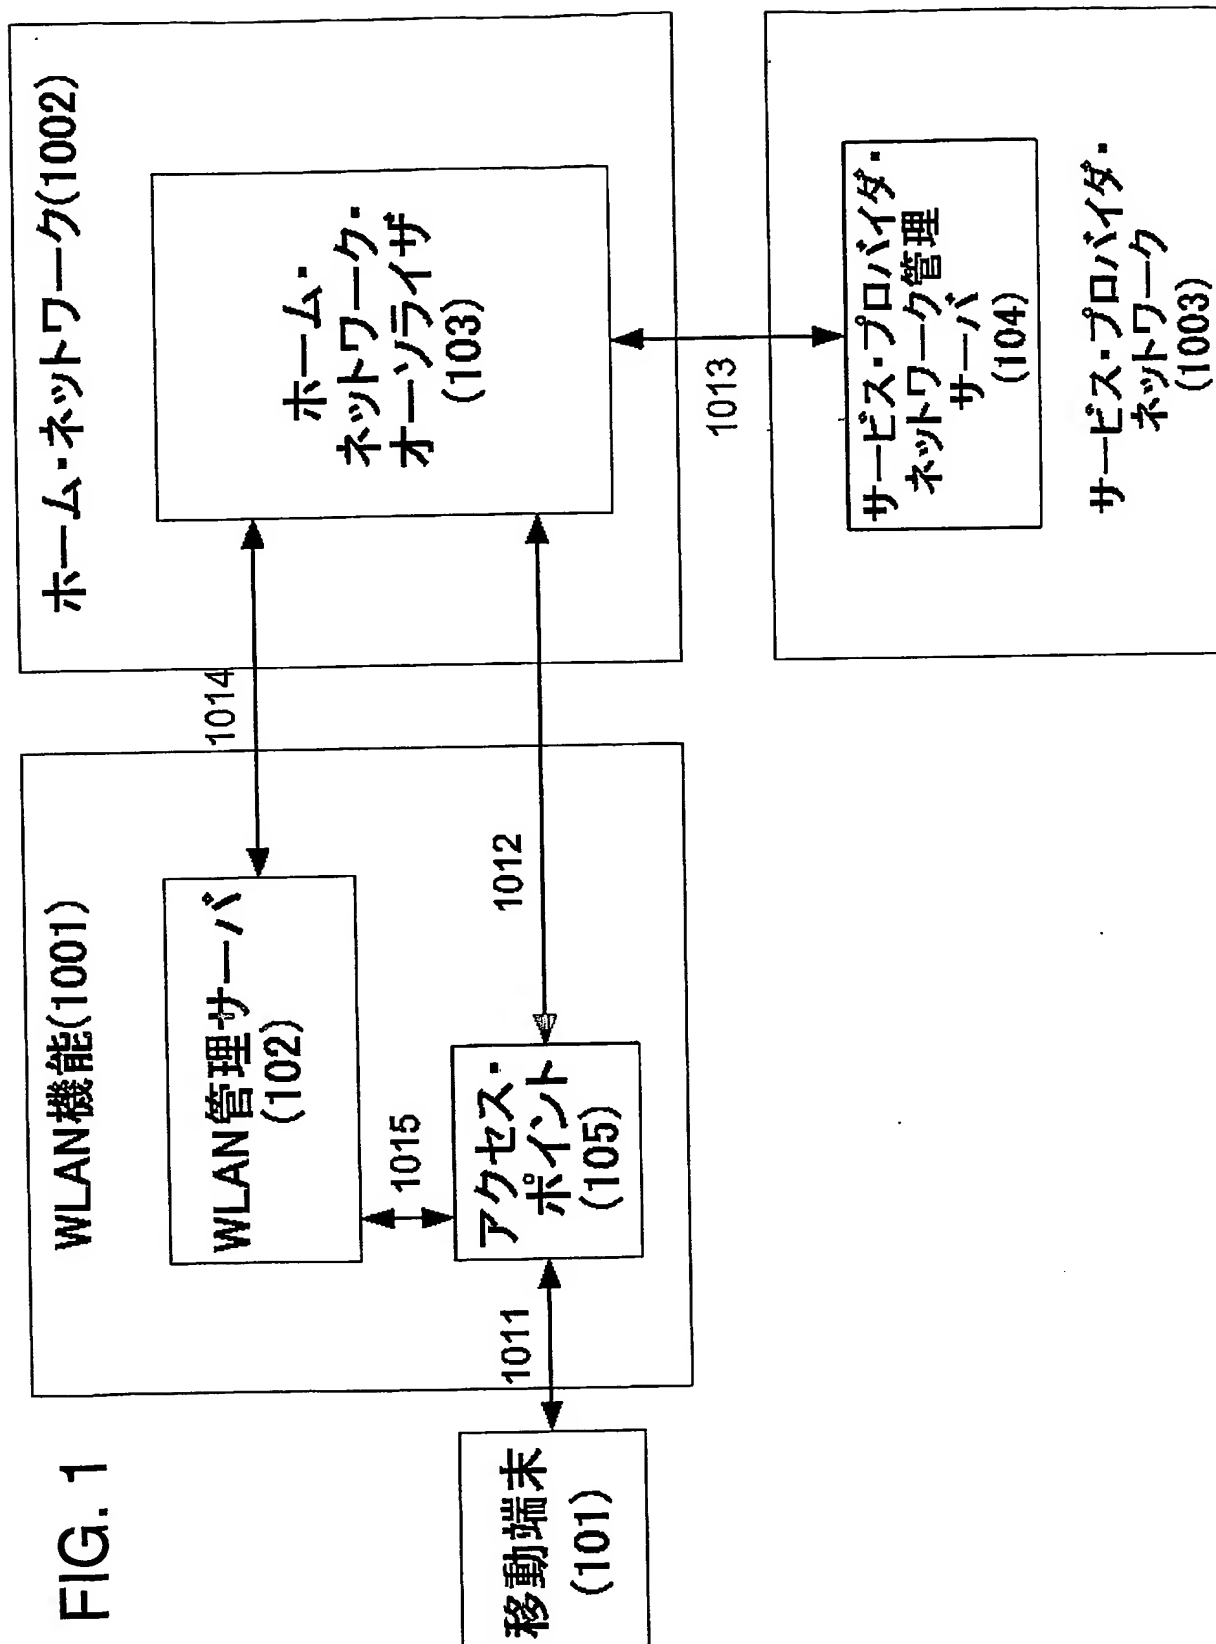 FIG. 1
WLAN機能(1001)
ホーム・ネットワーク(1002)
WLAN管理サーバ
(102)
1014
ホーム・
ネットワーク・
オーソライザ
(103)
1015
1012
アクセス・
ポイント
(105)
1011
移動端末
(101)
1013
サービス・プロバイダ・
ネットワーク管理
サーバ
(104)
サービス・プロバイダ・
ネットワーク
(1003)